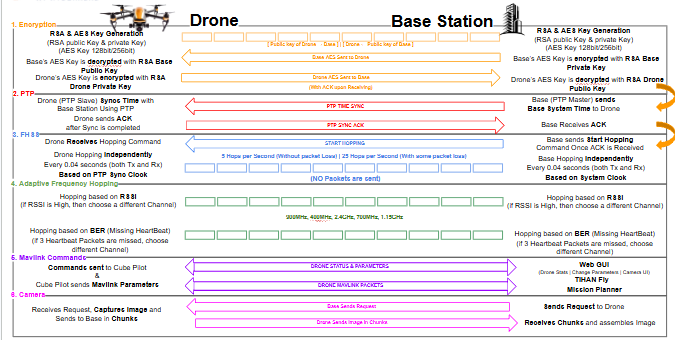 Drone
Base Station
1. Encryption
RSA & AES Key Generation
(RSA public Key & private Key)
(AES Key 128bit/256bit)
Base's AES Key is decrypted with RSA Base
Public Key
Drone's AES Key is encrypted with RSA
Drone Private Key
[ Public key of Drone - Base ] | [ Drone - Public key of Base ]
Base AES Sent to Drone
Drone AES Sent to Base
(With ACK upon Receiving)
RSA & AES Key Generation
(RSA public Key & private Key)
(AES Key 128bit/256bit)
Base's AES Key is encrypted with RSA Base
Private Key
Drone's AES Key is decrypted with RSA Drone
Public Key
2. PTP
Drone (PTP Slave) Syncs Time with
Base Station Using PTP
Drone sends ACK
after Sync is completed
PTP TIME SYNC
PTP SYNC ACK
Base (PTP Master) sends
Base System Time to Drone
Base Receives ACK
3. FHSS
Drone Receives Hopping Command
Drone Hopping Independently
Every 0.04 seconds (both Tx and Rx)
Based on PTP Sync Clock
START HOPPING
5 Hops per Second (Without packet Loss) | 25 Hops per Second (With some packet loss)
(NO Packets are sent)
Base sends Start Hopping
Command Once ACK is Received
Base Hopping Independently
Every 0.04 seconds (both Tx and Rx)
Based on System Clock
4. Adaptive Frequency Hopping
Hopping based on RSSI
(if RSSI is High, then choose a different Channel)
Hopping based on BER (Missing HeartBeat)
(if 3 Heartbeat Packets are missed, choose
different Channel)
900MHz, 400MHz, 2.4GHz, 700MHz, 1.15GHz
Hopping based on RSSI
(if RSSI is High, then choose a different Channel)
Hopping based on BER (Missing HeartBeat)
(if 3 Heartbeat Packets are missed, choose
different Channel)
5. Mavlink Commands
Commands sent to Cube Pilot
&
Cube Pilot sends Mavlink Parameters
DRONE STATUS & PARAMETERS
DRONE MAVLINK PACKETS
Web GUI
(Drone Stats | Change Parameters | Camera UI)
TIHAN Fly
Mission Planner
6. Camera
Receives Request, Captures Image and
Sends to Base in Chunks
Base Sends Request
Drone Sends Image in Chunks
Sends Request to Drone
Receives Chunks and assembles Image